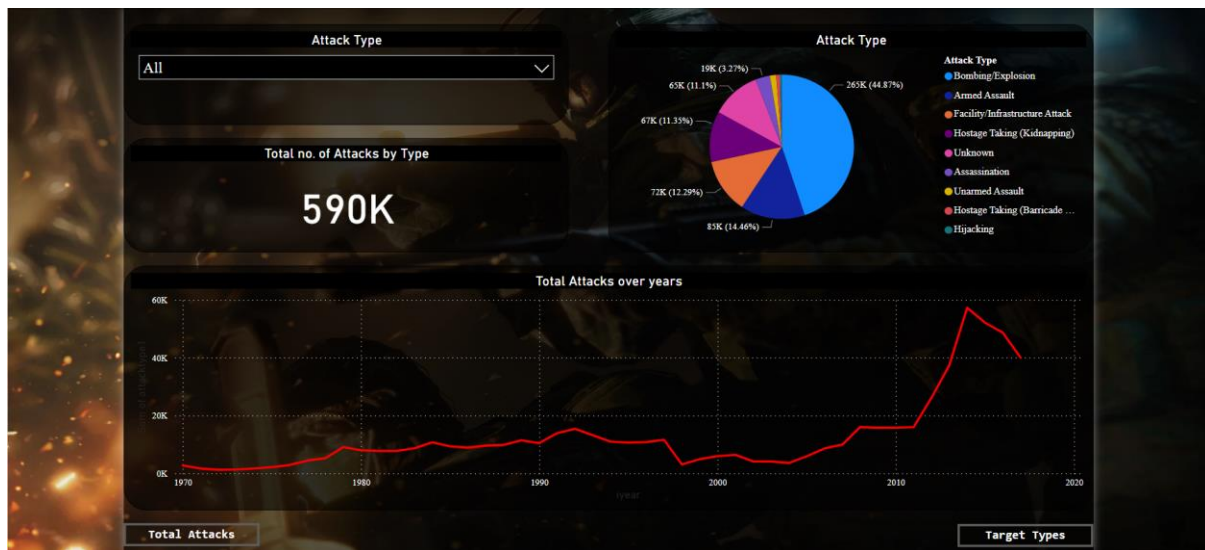 Attack Type
All
Total no. of Attacks by Type
590K
Attack Type
19K (3.27%)
65K (11.1%)
67K (11.35%)
72K (12.29%)
85K (14.46%)
265K (44.87%)
Attack Type
Bombing/Explosion
Armed Assault
Facility/Infrastructure Attack
Hostage Taking (Kidnapping)
Unknown
Assassination
Unarmed Assault
Hostage Taking (Barricade ...
Hijacking
Total Attacks over years
60K
40K
20K
0K
1970
1980
1990
2000
2010
2020
iyear
Total Attacks
Target Types